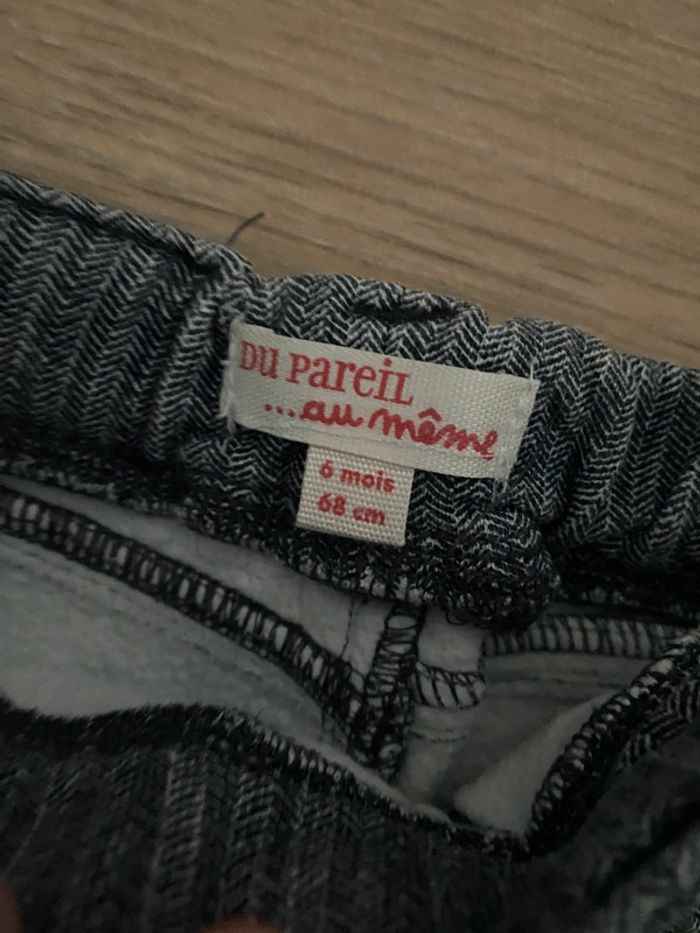 DU PareiL
...au même
6 mois
68 cm